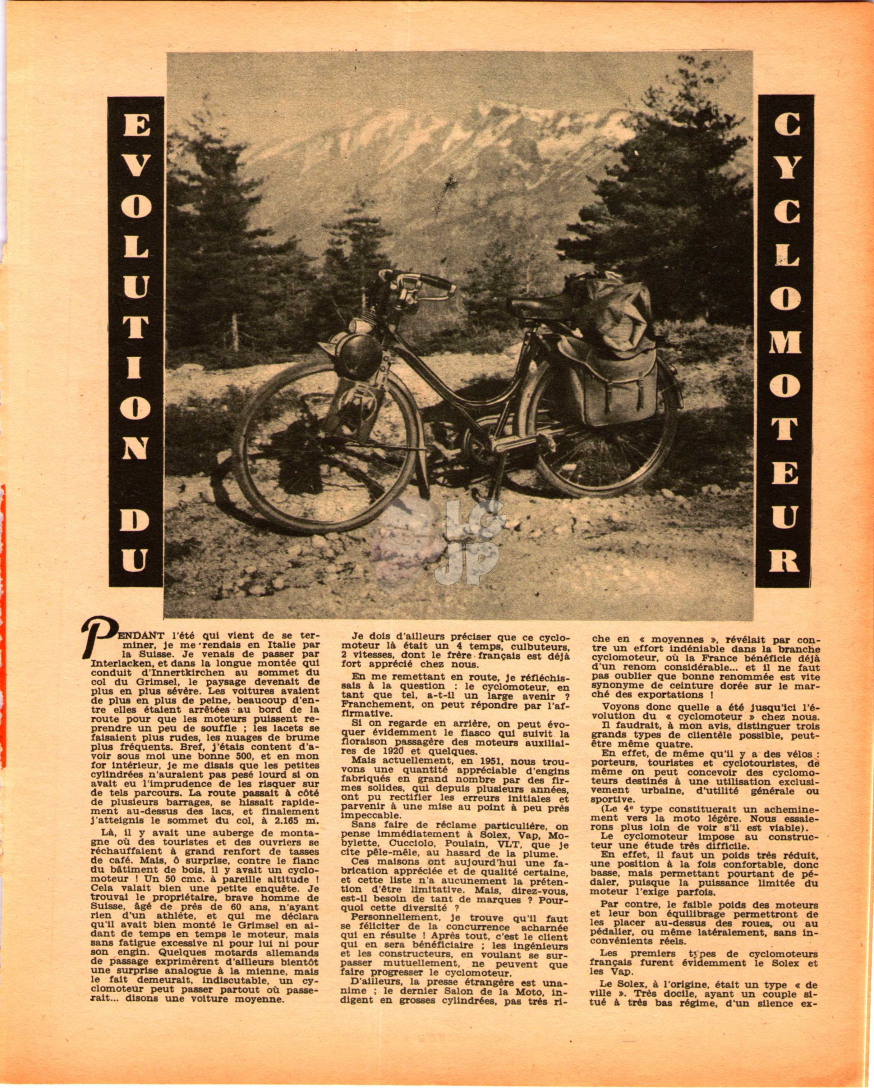 EVOLUTION DU
CYCLOMOTEUR
PENDANT l'été qui vient de se ter-
miner, je me rendais en Italie par
la Suisse. Je venais de passer par
Interlacken, et dans la longue montée qui
conduit d'Innertkirchen au sommet du
col du Grimsel, le paysage devenait de
plus en plus sévère. Les voitures avaient
de plus en plus de peine, beaucoup d'en-
tre elles étaient arrêtées au bord de la
route pour que les moteurs puissent re-
prendre un peu de souffle ; les lacets se
faisaient plus rudes, les nuages de brume
plus fréquents. Bref, j'étais content d'a-
voir sous moi une bonne 500, et en mon
for intérieur, je me disais que les petites
cylindrées n'auraient pas pesé lourd si on
avait eu l'imprudence de les risquer sur
de tels parcours. La route passait à côté
de plusieurs barrages, se hissait rapide-
ment au-dessus des lacs, et finalement
j'atteignis le sommet du col, à 2.165 m.
Là, il y avait une auberge de monta-
gne où des touristes et des ouvriers se
réchauffaient à grand renfort de tasses
de café. Mais, ô surprise, contre le flanc
du bâtiment de bois, il y avait un cyclo-
moteur ! Un 50 cmc. à pareille altitude !
Cela valait bien une petite enquête. Je
trouvai le propriétaire, brave homme de
Suisse, âgé de près de 60 ans, n'ayant
rien d'un athlète, et qui me déclara
qu'il avait bien monté le Grimsel en ai-
dant de temps en temps le moteur, mais
sans fatigue excessive ni pour lui ni pour
son engin. Quelques motards allemands
de passage exprimèrent d'ailleurs bientôt
une surprise analogue à la mienne, mais
le fait demeurait, indiscutable, un cy-
clomoteur peut passer partout où passe-
rait... disons une voiture moyenne.
Je dois d'ailleurs préciser que ce cyclo-
moteur là était un 4 temps, culbuteurs,
2 vitesses, dont le frère français est déjà
fort apprécié chez nous.
En me remettant en route, je réfléchis-
sais à la question : le cyclomoteur, en
tant que tel, a-t-il un large avenir ?
Franchement, on peut répondre par l'af-
firmative.
Si on regarde en arrière, on peut évo-
quer évidemment le fiasco qui suivit la
floraison passagère des moteurs auxiliai-
res de 1920 et quelques.
Mais actuellement, en 1951, nous trou-
vons une quantité appréciable d'engins
fabriqués en grand nombre par des fir-
mes solides, qui depuis plusieurs années,
ont pu rectifier les erreurs initiales et
parvenir à une mise au point à peu près
impeccable.
Sans faire de réclame particulière, on
pense immédiatement à Solex, Vap, Mo-
bylette, Cucciolo, Poulain, VLT, que je
cite pêle-mêle, au hasard de la plume.
Ces maisons ont aujourd'hui une fa-
brication appréciée et de qualité certaine,
et cette liste n'a aucunement la préten-
tion d'être limitative. Mais, direz-vous,
est-il besoin de tant de marques ? Pour-
quoi cette diversité ?
Personnellement, je trouve qu'il faut
se féliciter de la concurrence acharnée
qui en résulte ! Après tout, c'est le client
qui en sera bénéficiaire ; les ingénieurs
et les constructeurs, en voulant se sur-
passer mutuellement, ne peuvent que
faire progresser le cyclomoteur.
D'ailleurs, la presse étrangère est una-
nime ; le dernier Salon de la Moto, in-
digent en grosses cylindrées, pas très ri-
che en « moyennes », révélait par con-
tre un effort indéniable dans la branche
cyclomoteur, où la France bénéficie déjà
d'un renom considérable... et il ne faut
pas oublier que bonne renommée est vite
synonyme de ceinture dorée sur le mar-
ché des exportations !
Voyons donc quelle a été jusqu'ici l'é-
volution du « cyclomoteur » chez nous.
Il faudrait, à mon avis, distinguer trois
grands types de clientèle possible, peut-
être même quatre.
En effet, de même qu'il y a des vélos :
porteurs, touristes et cyclotouristes, de
même on peut concevoir des cyclomo-
teurs destinés à une utilisation exclusi-
vement urbaine, d'utilité générale ou
sportive.
(Le 4e type constituerait un achemine-
ment vers la moto légère. Nous essaie-
rons plus loin de voir s'il est viable).
Le cyclomoteur impose au construc-
teur une étude très difficile.
En effet, il faut un poids très réduit,
une position à la fois confortable, donc
basse, mais permettant pourtant de pé-
daler, puisque la puissance limitée du
moteur l'exige parfois.
Par contre, le faible poids des moteurs
et leur bon équilibrage permettront de
les placer au-dessus des roues, ou au
pédalier, ou même latéralement, sans in-
convénients réels.
Les premiers types de cyclomoteurs
français furent évidemment le Solex et
les Vap.
Le Solex, à l'origine, était un type « de
ville ». Très docile, ayant un couple si-
tué à très bas régime, d'un silence ex-